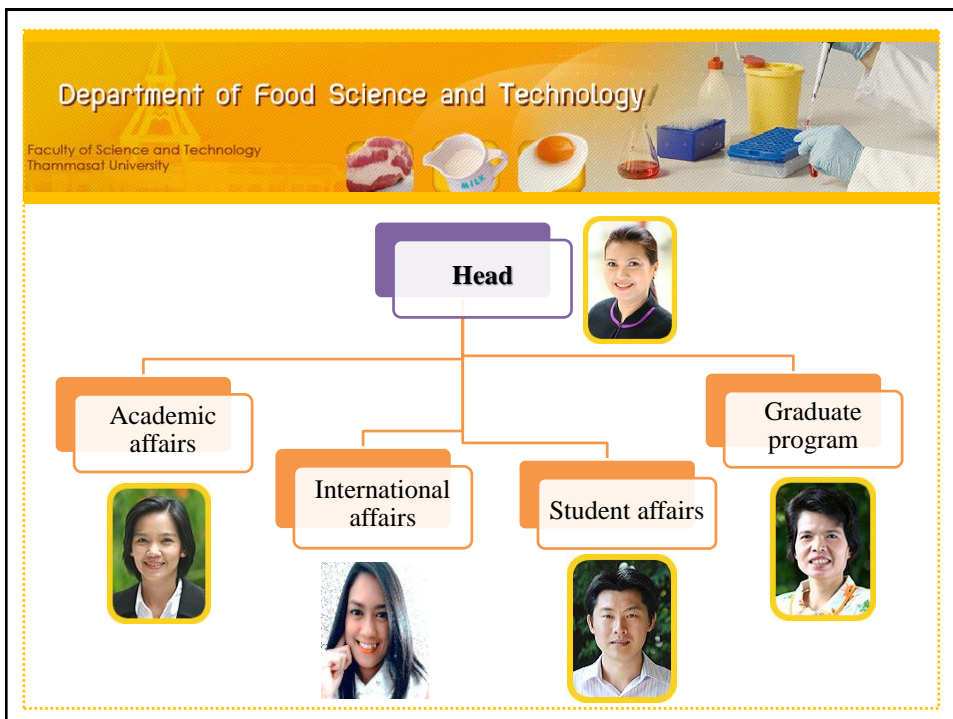 Department of Food Science and Technology
Faculty of Science and Technology
Thammasat University
MILK
Head
Academic
affairs
International
affairs
Student affairs
Graduate
program